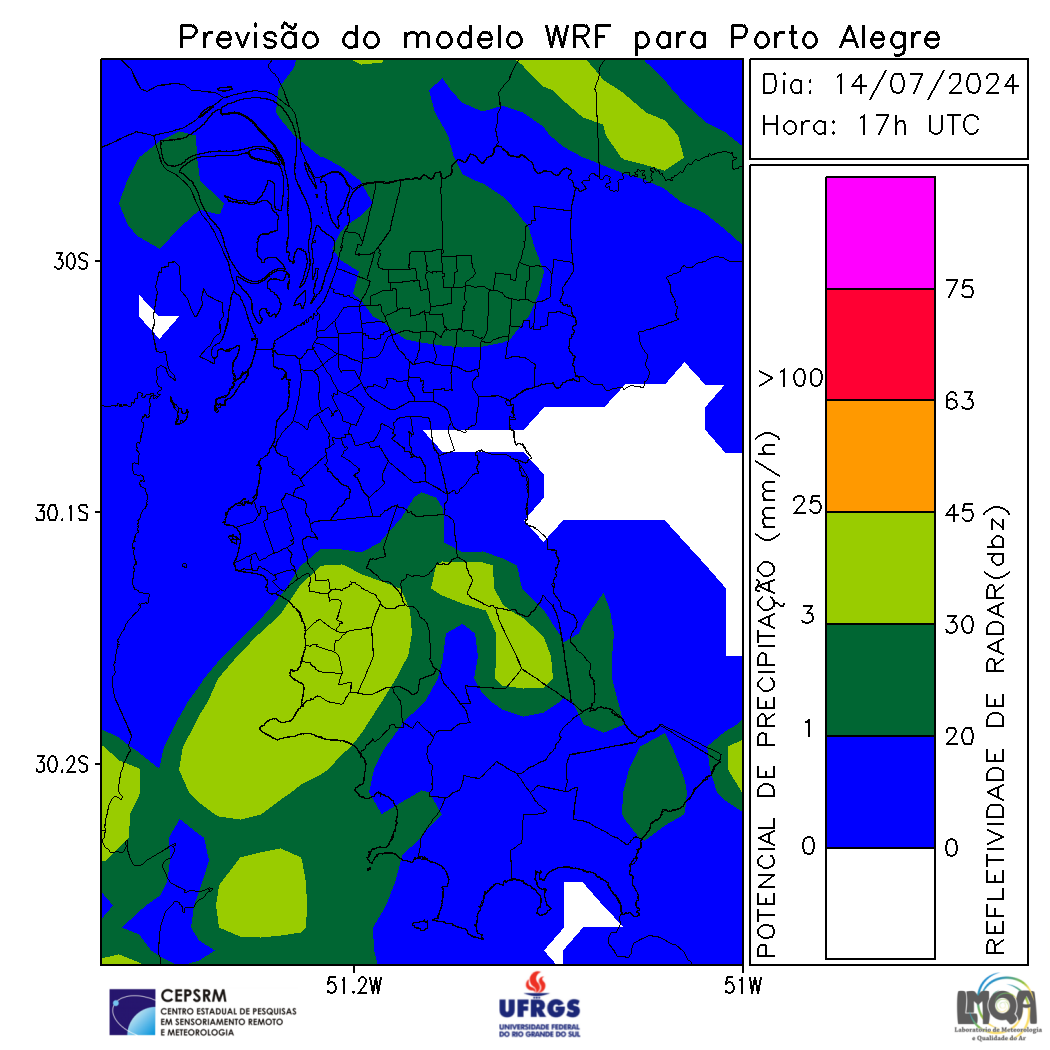 Previsão do modelo WRF para Porto Alegre
Dia: 14/07/2024
Hora: 17h UTC
30S
30.1S
30.2S
51.2W
51W
POTENCIAL DE PRECIPITAÇÃO (mm/h)
>100
25
3
1
0
75
63
45
30
20
0
REFLETIVIDADE DE RADAR(dbz)
CEPSRM
CENTRO ESTADUAL DE PESQUISAS
EM SENSORIAMENTO REMOTO
E METEOROLOGIA
UFRGS
UNIVERSIDADE FEDERAL
DO RIO GRANDE DO SUL
LMQA
Laboratório de Meteorologia
e Qualidade do Ar